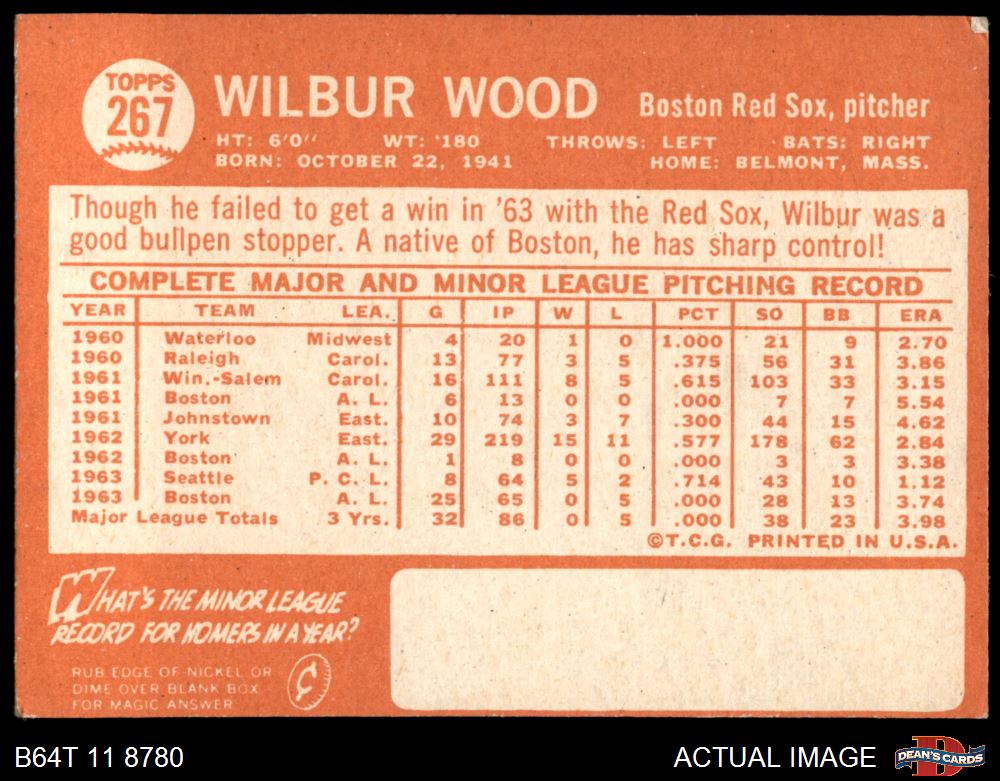 TOPPS
267
WILBUR WOOD Boston Red Sox, pitcher
HT: 6'0'' WT: '180 THROWS: LEFT BATS: RIGHT
BORN: OCTOBER 22, 1941 HOME: BELMONT, MASS.
Though he failed to get a win in '63 with the Red Sox, Wilbur was a
good bullpen stopper. A native of Boston, he has sharp control!
COMPLETE MAJOR AND MINOR LEAGUE PITCHING RECORD
YEAR TEAM LEA. G IP W L PCT SO BB ERA
1960 Waterloo Midwest 4 20 1 0 1.000 21 9 2.70
1960 Raleigh Carol. 13 77 3 5 .375 56 31 3.86
1961 Win.-Salem Carol. 16 111 8 5 .615 103 33 3.15
1961 Boston A. L. 6 13 0 0 .000 7 7 5.54
1961 Johnstown East. 10 74 3 7 .300 44 15 4.62
1962 York East. 29 219 15 11 .577 178 62 2.84
1962 Boston A. L. 1 8 0 0 .000 3 3 3.38
1963 Seattle P. C. L. 8 64 5 2 .714 43 10 1.12
1963 Boston A. L. 25 65 0 5 .000 28 13 3.74
Major League Totals 3 Yrs. 32 86 0 5 .000 38 23 3.98
©T.C.G. PRINTED IN U.S.A.
WHAT'S THE MINOR LEAGUE
RECORD FOR HOMERS IN A YEAR?
RUB EDGE OF NICKEL OR
DIME OVER BLANK BOX
FOR MAGIC ANSWER
¢
B64T 11 8780 ACTUAL IMAGE DEAN'S CARDS